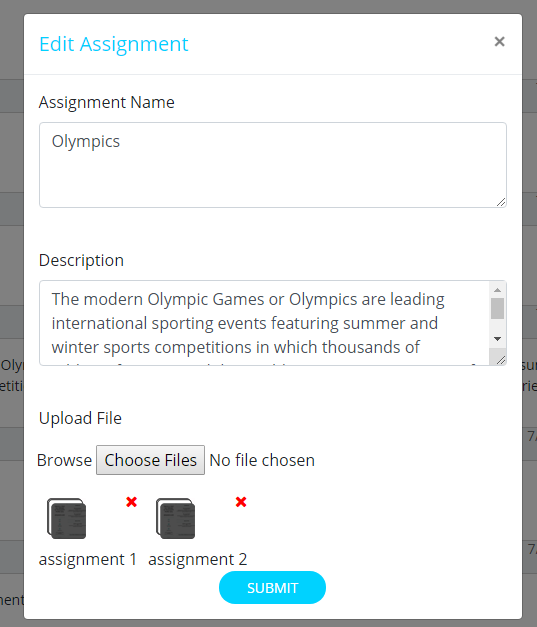 Edit Assignment ×
Assignment Name
Olympics
Description
The modern Olympic Games or Olympics are leading
international sporting events featuring summer and
winter sports competitions in which thousands of
Upload File
Browse Choose Files No file chosen
assignment 1 assignment 2
SUBMIT